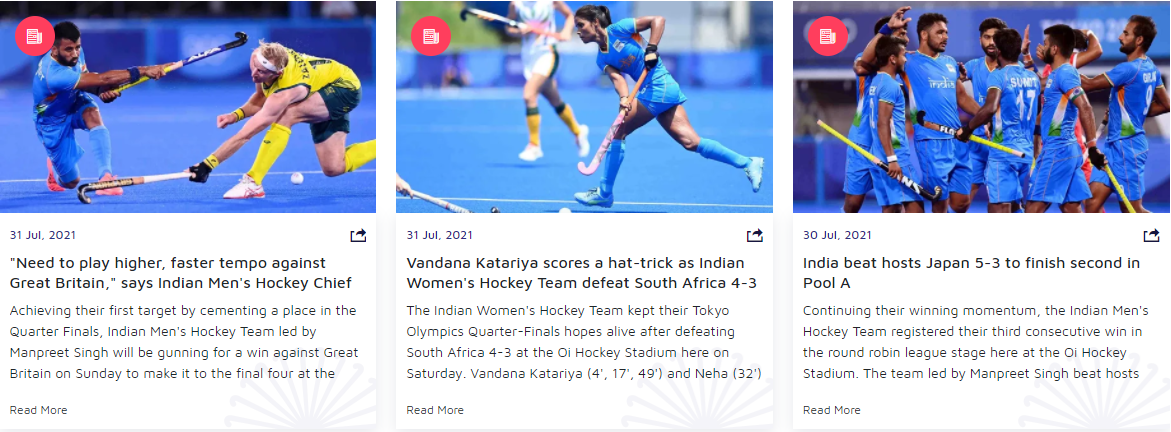 31 Jul, 2021
"Need to play higher, faster tempo against
Great Britain," says Indian Men's Hockey Chief
Achieving their first target by cementing a place in the
Quarter Finals, Indian Men's Hockey Team led by
Manpreet Singh will be gunning for a win against Great
Britain on Sunday to make it to the final four at the
Read More
31 Jul, 2021
Vandana Katariya scores a hat-trick as Indian
Women's Hockey Team defeat South Africa 4-3
The Indian Women's Hockey Team kept their Tokyo
Olympics Quarter-Finals hopes alive after defeating
South Africa 4-3 at the Oi Hockey Stadium here on
Saturday. Vandana Katariya (4', 17', 49') and Neha (32')
Read More
SUMIT
17
30 Jul, 2021
India beat hosts Japan 5-3 to finish second in
Pool A
Continuing their winning momentum, the Indian Men's
Hockey Team registered their third consecutive win in
the round robin league stage here at the Oi Hockey
Stadium. The team led by Manpreet Singh beat hosts
Read More